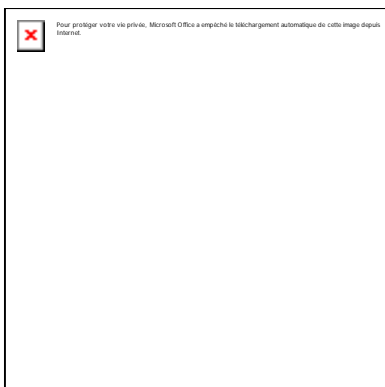 Pour protéger votre vie privée, Microsoft Office a empêché le téléchargement automatique de cette image depuis
Internet.